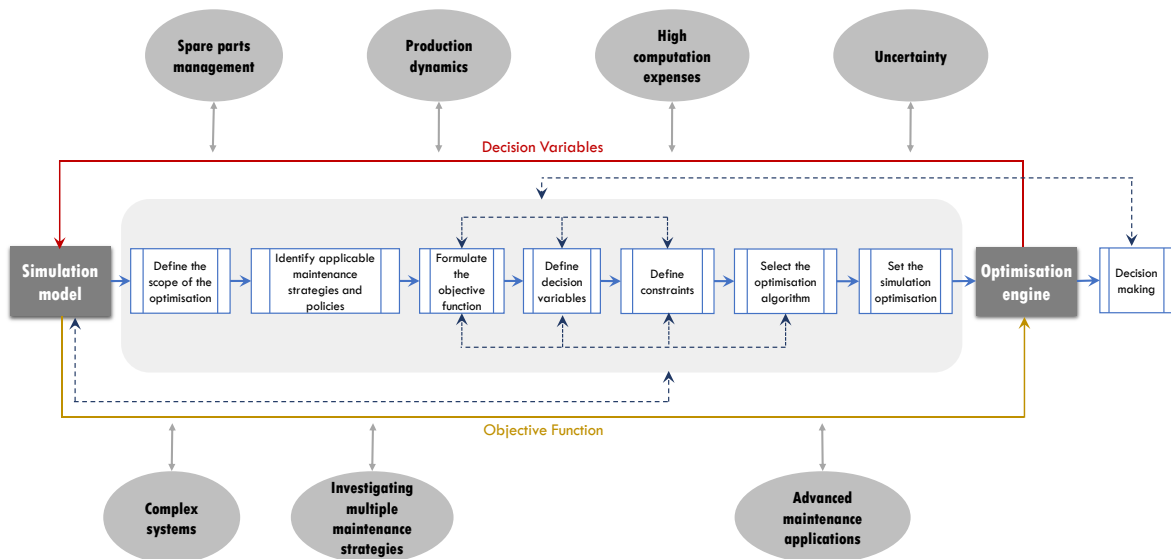 Spare parts
management
Production
dynamics
High
computation
expenses
Uncertainty
Decision Variables
Simulation
model
Define the
scope of the
optimisation
Identify applicable
maintenance
strategies and
policies
Formulate
the
objective
function
Define
decision
variables
Define
constraints
Select the
optimisation
algorithm
Set the
simulation
optimisation
Optimisation
engine
Decision
making
Objective Function
Complex
systems
Investigating
multiple
maintenance
strategies
Advanced
maintenance
applications